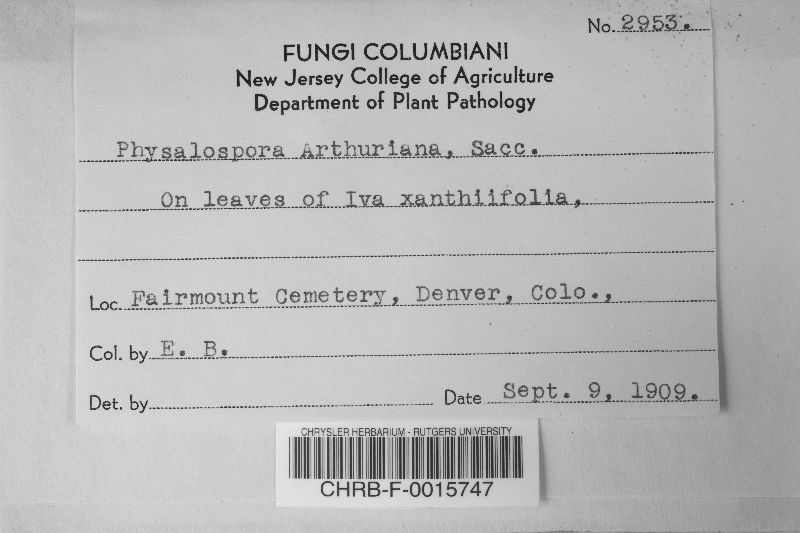 No. 2953.
FUNGI COLUMBIANI
New Jersey College of Agriculture
Department of Plant Pathology
Physalospora Arthuriana, Sacc.
On leaves of Iva xanthiifolia,
Loc. Fairmount Cemetery, Denver, Colo.,
Col. by E. B.
Det. by
Date Sept. 9, 1909.
CHRYSLER HERBARIUM - RUTGERS UNIVERSITY
CHRB-F-0015747